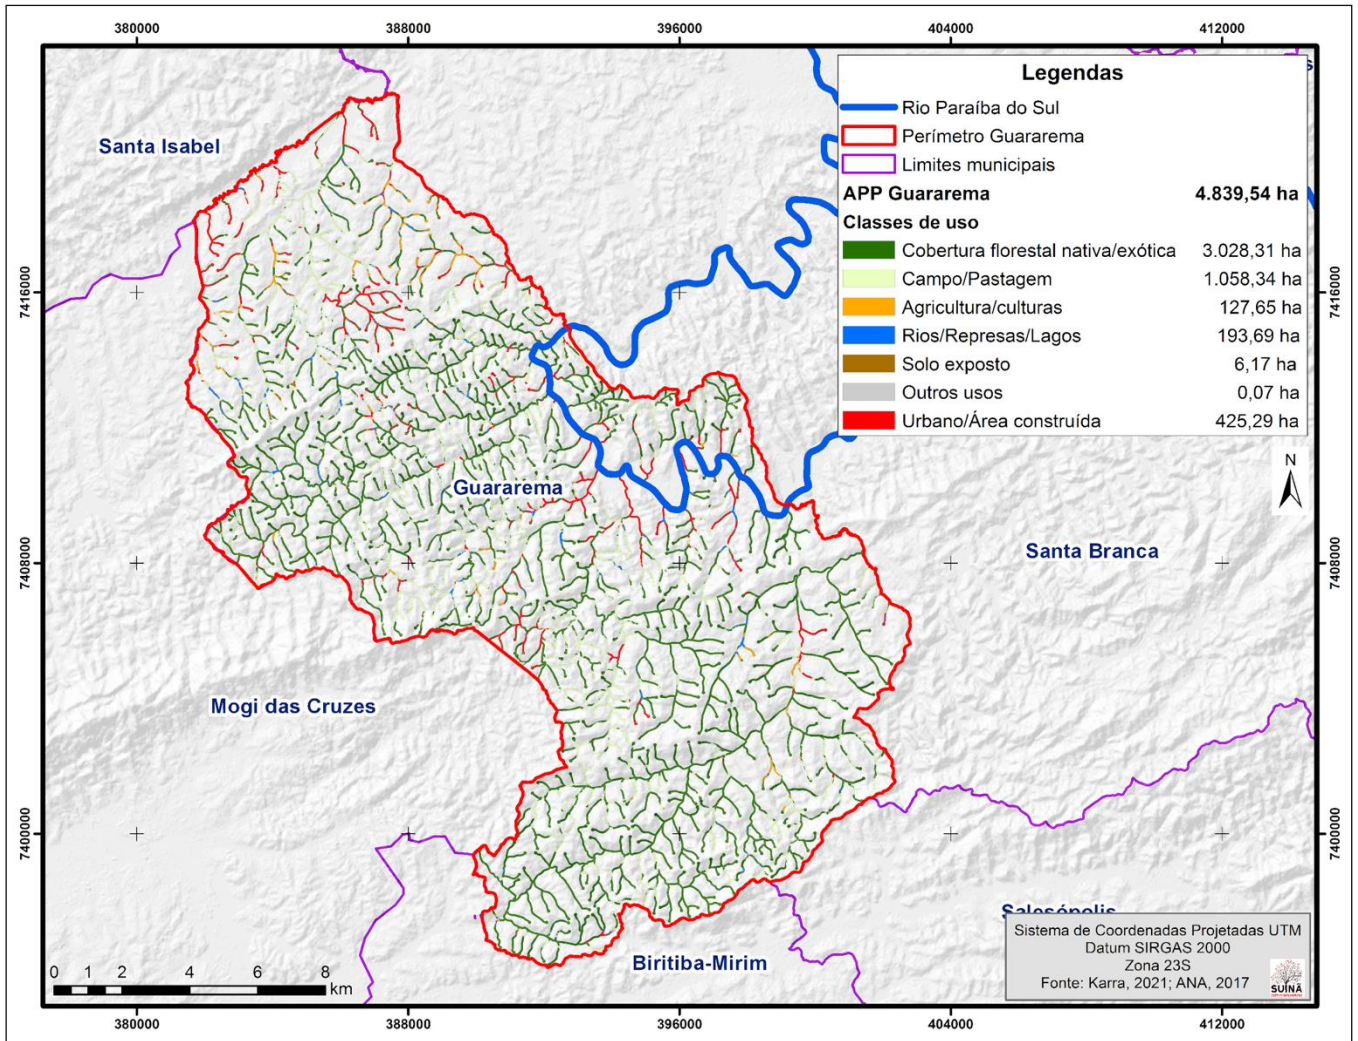 380000
388000
396000
404000
412000
Legendas
Rio Paraíba do Sul
Perímetro Guararema
Limites municipais
APP Guararema 4.839,54 ha
Classes de uso
Cobertura florestal nativa/exótica 3.028,31 ha
Campo/Pastagem 1.058,34 ha
Agricultura/culturas 127,65 ha
Rios/Represas/Lagos 193,69 ha
Solo exposto 6,17 ha
Outros usos 0,07 ha
Urbano/Área construída 425,29 ha
Santa Isabel
7416000
7416000
Guararema
N
Santa Branca
7408000
7408000
Mogi das Cruzes
7400000
7400000
Salesópolis
Biritiba-Mirim
Sistema de Coordenadas Projetadas UTM
Datum SIRGAS 2000
Zona 23S
Fonte: Karra, 2021; ANA, 2017
SUINÃ
0 1 2 4 6 8
km
380000
388000
396000
404000
412000